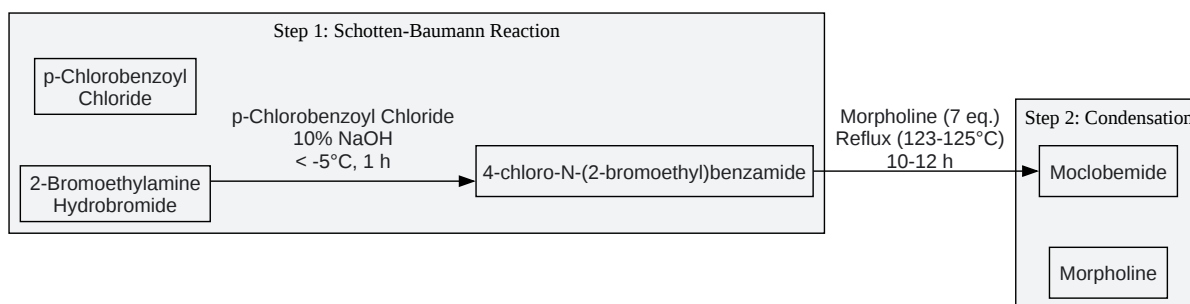 Step 1: Schotten-Baumann Reaction
p-Chlorobenzoyl
Chloride
2-Bromoethylamine
Hydrobromide
p-Chlorobenzoyl Chloride
10% NaOH
< -5°C, 1 h
4-chloro-N-(2-bromoethyl)benzamide
Morpholine (7 eq.)
Reflux (123-125°C)
10-12 h
Step 2: Condensation
Moclobemide
Morpholine